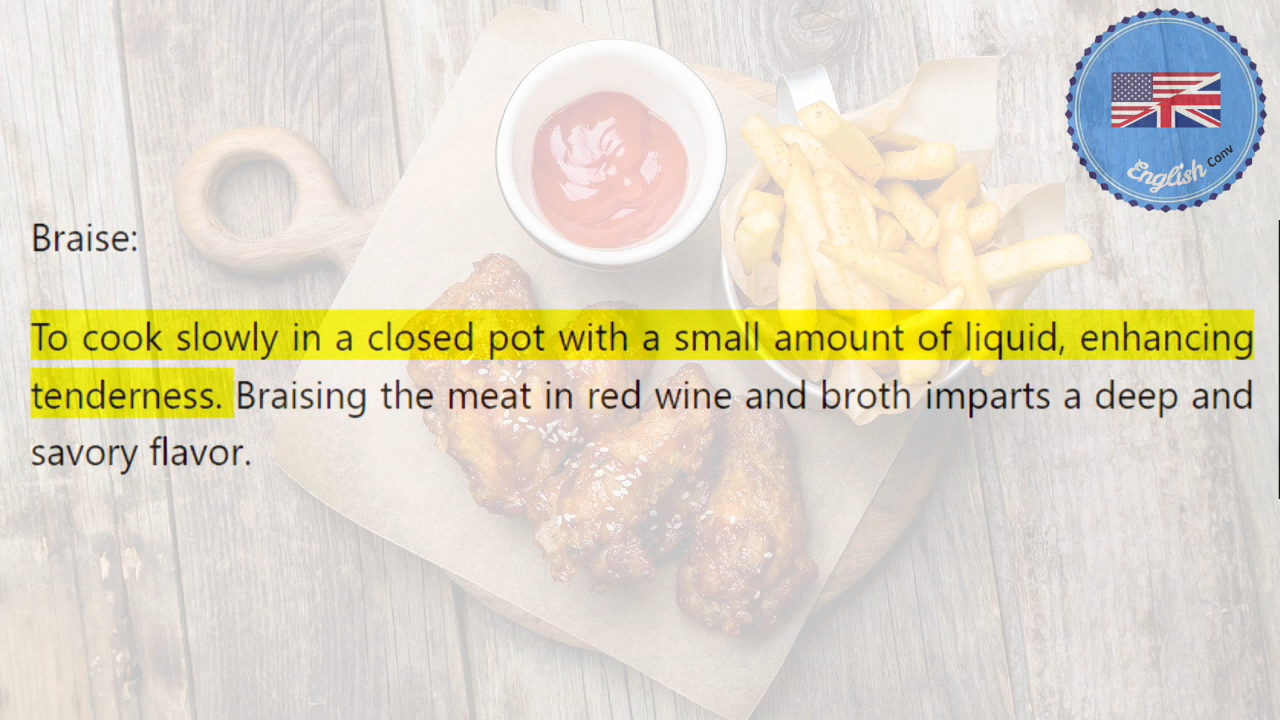 English Conv
Braise:
To cook slowly in a closed pot with a small amount of liquid, enhancing
tenderness. Braising the meat in red wine and broth imparts a deep and
savory flavor.